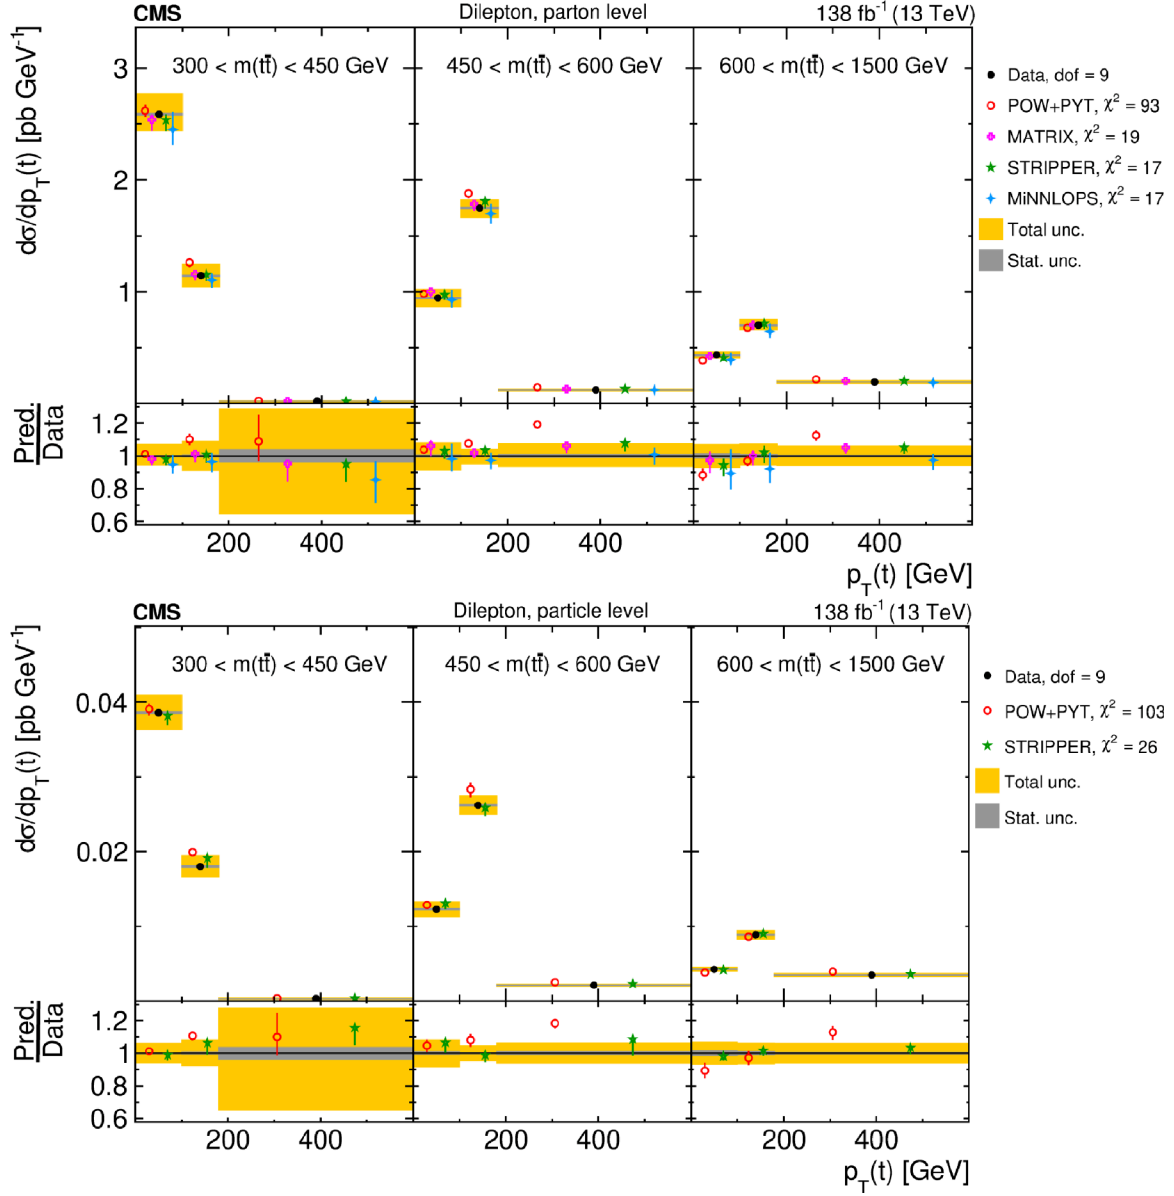 CMS Dilepton, parton level 138 fb⁻¹ (13 TeV)
dσ/dp_T(t) [pb GeV⁻¹]
3
2
1
300 < m(tt̄) < 450 GeV
450 < m(tt̄) < 600 GeV
600 < m(tt̄) < 1500 GeV
Data, dof = 9
POW+PYT, χ² = 93
MATRIX, χ² = 19
STRIPPER, χ² = 17
MiNNLOPS, χ² = 17
Total unc.
Stat. unc.
Pred.
Data
1.2
1
0.8
0.6
200 400 200 400 200 400
p_T(t) [GeV]
CMS Dilepton, particle level 138 fb⁻¹ (13 TeV)
dσ/dp_T(t) [pb GeV⁻¹]
0.04
0.02
300 < m(tt̄) < 450 GeV
450 < m(tt̄) < 600 GeV
600 < m(tt̄) < 1500 GeV
Data, dof = 9
POW+PYT, χ² = 103
STRIPPER, χ² = 26
Total unc.
Stat. unc.
Pred.
Data
1.2
1
0.8
0.6
200 400 200 400 200 400
p_T(t) [GeV]